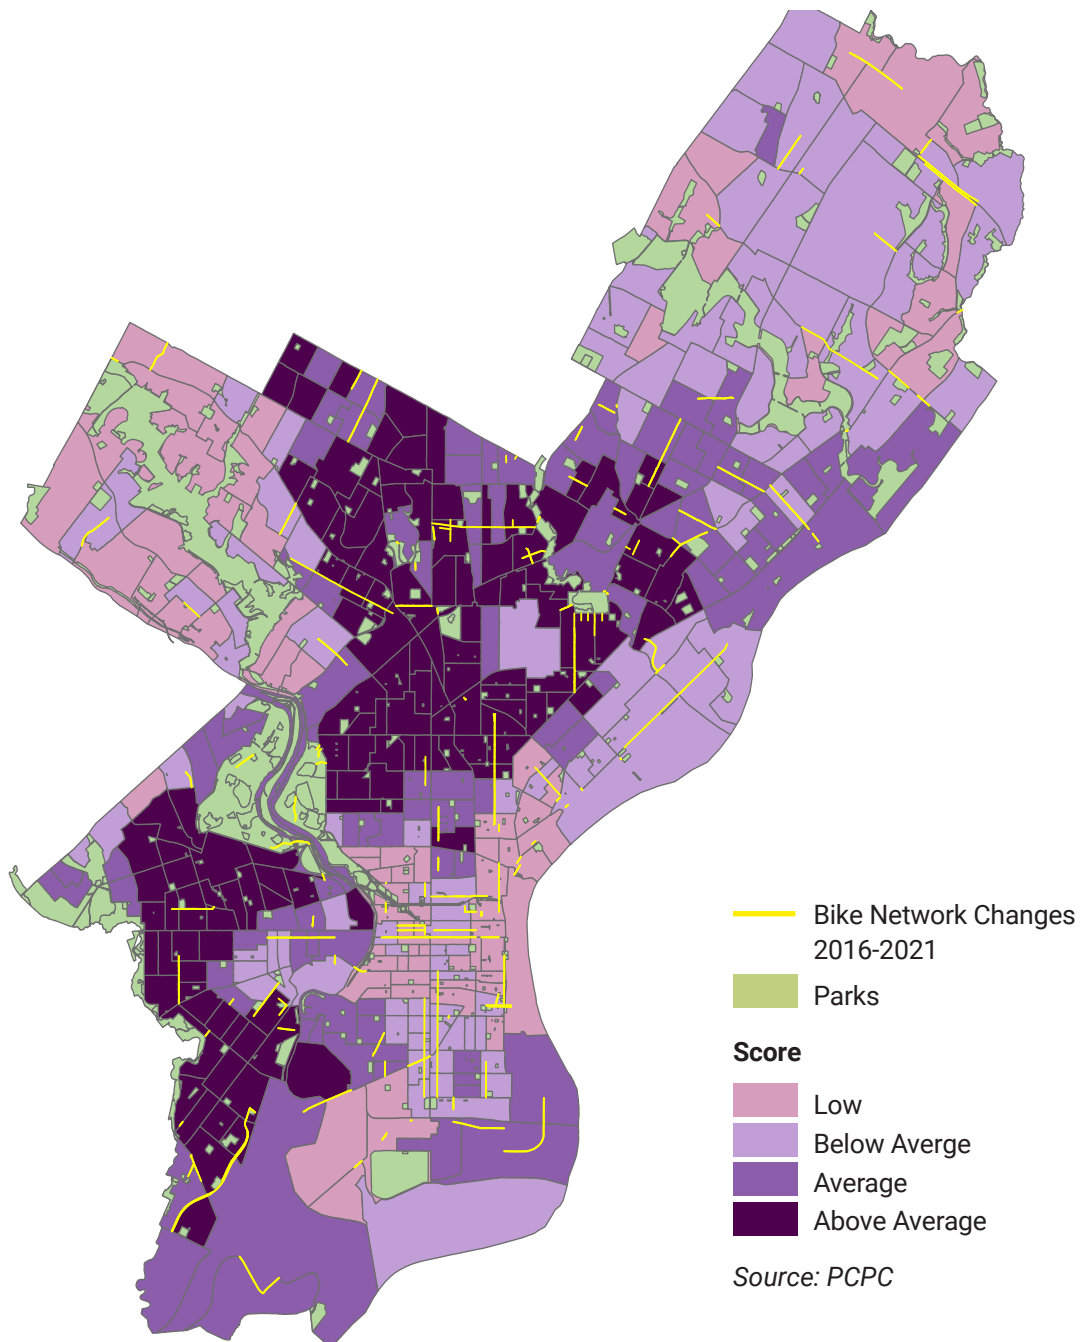 Bike Network Changes
2016-2021
Parks
Score
Low
Below Averge
Average
Above Average
Source: PCPC